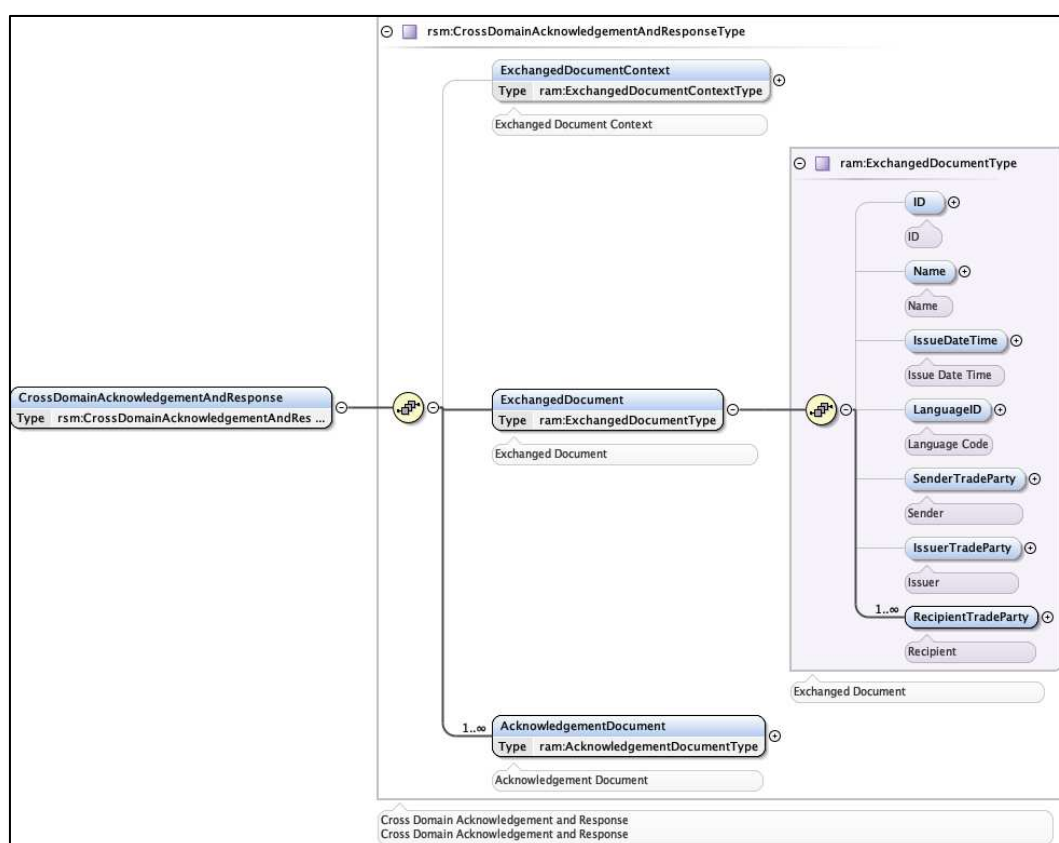 rsm:CrossDomainAcknowledgementAndResponseType
ExchangedDocumentContext
Type ram:ExchangedDocumentContextType
Exchanged Document Context
ram:ExchangedDocumentType
ID
ID
Name
Name
IssueDateTime
Issue Date Time
CrossDomainAcknowledgementAndResponse
Type rsm:CrossDomainAcknowledgementAndRes ...
ExchangedDocument
Type ram:ExchangedDocumentType
Exchanged Document
LanguageID
Language Code
SenderTradeParty
Sender
IssuerTradeParty
Issuer
1..∞ RecipientTradeParty
Recipient
Exchanged Document
1..∞ AcknowledgementDocument
Type ram:AcknowledgementDocumentType
Acknowledgement Document
Cross Domain Acknowledgement and Response
Cross Domain Acknowledgement and Response